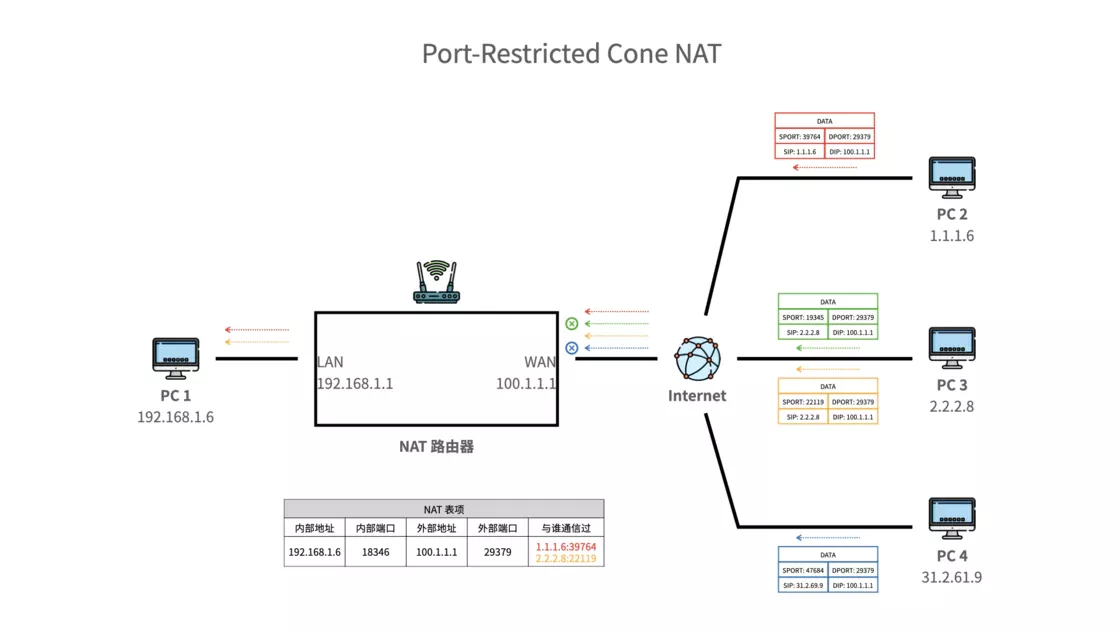 Port-Restricted Cone NAT
DATA
SPORT: 39764 DPORT: 29379
SIP: 1.1.1.6 DIP: 100.1.1.1
PC 2
1.1.1.6
DATA
SPORT: 19345 DPORT: 29379
SIP: 2.2.2.8 DIP: 100.1.1.1
LAN
192.168.1.1
WAN
100.1.1.1
PC 1
192.168.1.6
Internet
PC 3
2.2.2.8
DATA
SPORT: 22119 DPORT: 29379
SIP: 2.2.2.8 DIP: 100.1.1.1
NAT 路由器
NAT 表项
内部地址 内部端口 外部地址 外部端口 与谁通信过
192.168.1.6 18346 100.1.1.1 29379 1.1.1.6:39764
2.2.2.8:22119
DATA
SPORT: 47684 DPORT: 29379
SIP: 31.2.69.9 DIP: 100.1.1.1
PC 4
31.2.61.9